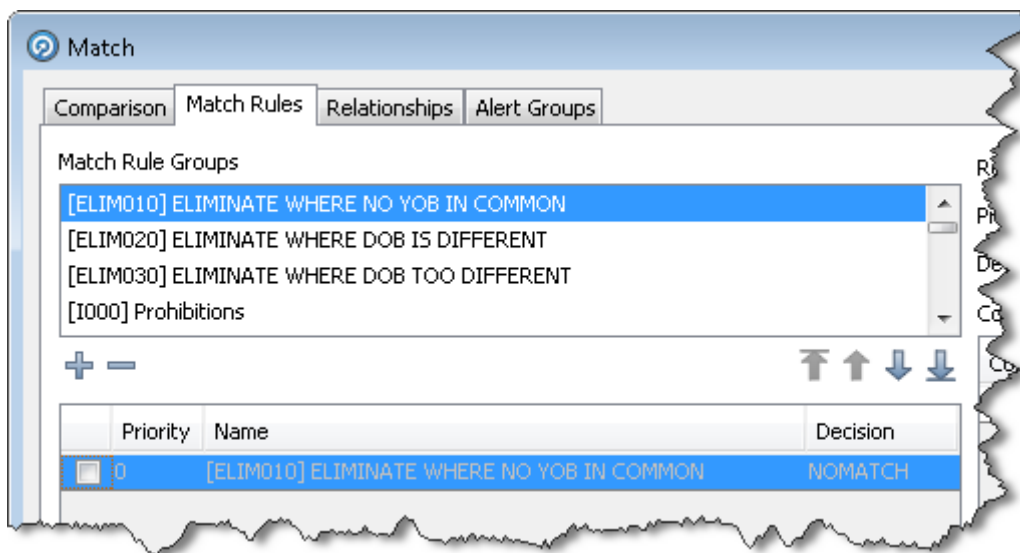 Match
Comparison Match Rules Relationships Alert Groups
Match Rule Groups
[ELIM010] ELIMINATE WHERE NO YOB IN COMMON
[ELIM020] ELIMINATE WHERE DOB IS DIFFERENT
[ELIM030] ELIMINATE WHERE DOB TOO DIFFERENT
[I000] Prohibitions
Priority Name Decision
0 [ELIM010] ELIMINATE WHERE NO YOB IN COMMON NOMATCH